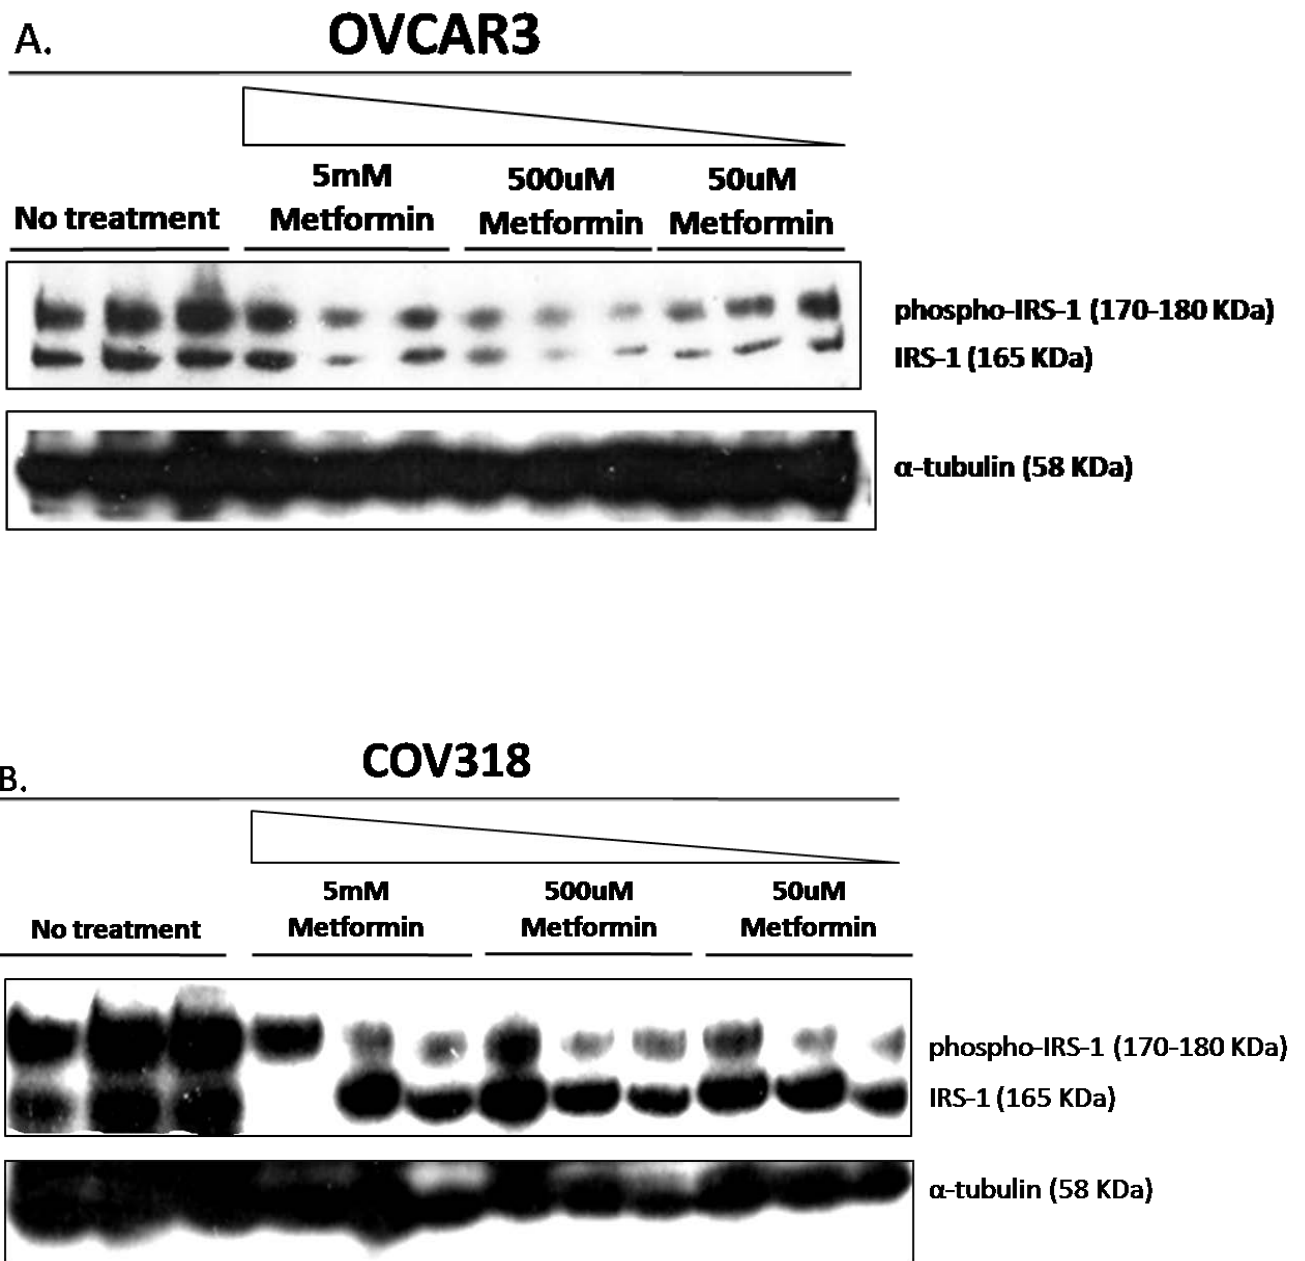 A.
OVCAR3
5mM
Metformin
500uM
Metformin
50uM
Metformin
No treatment
phospho-IRS-1 (170-180 KDa)
IRS-1 (165 KDa)
α-tubulin (58 KDa)
COV318
B.
5mM
Metformin
500uM
Metformin
50uM
Metformin
No treatment
phospho-IRS-1 (170-180 KDa)
IRS-1 (165 KDa)
α-tubulin (58 KDa)